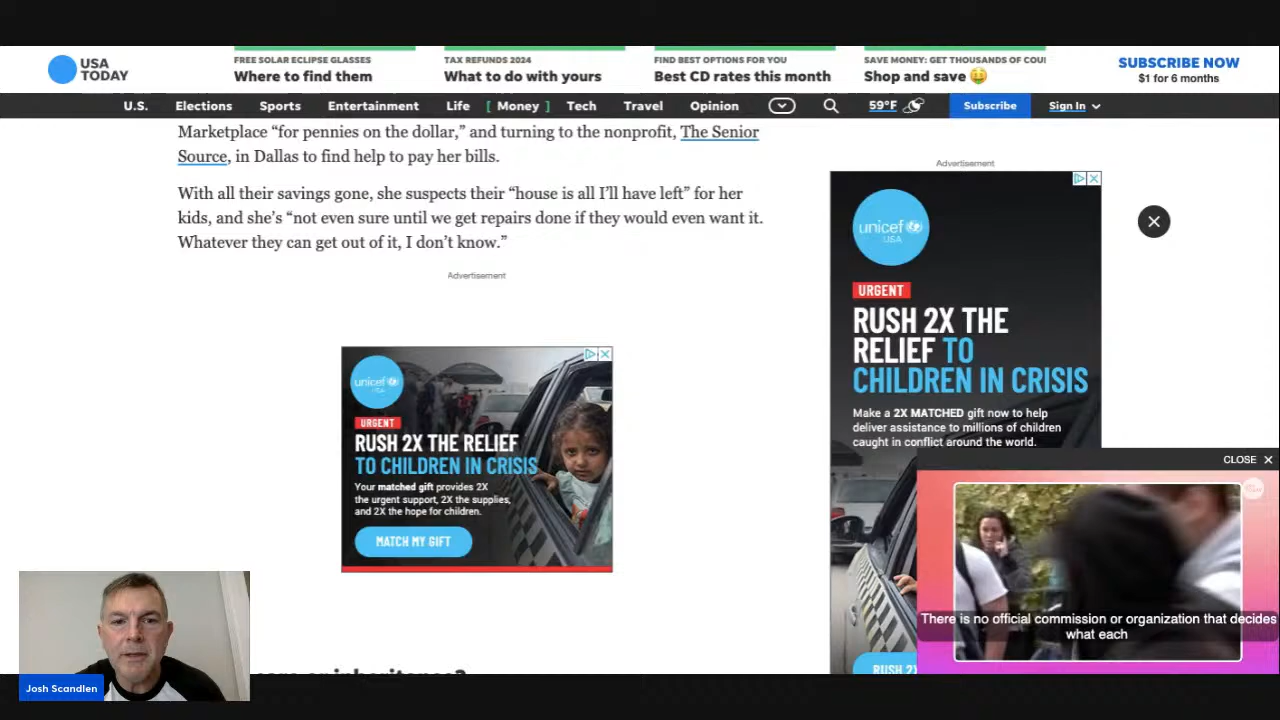 USA
TODAY
FREE SOLAR ECLIPSE GLASSES
Where to find them
TAX REFUNDS 2024
What to do with yours
FIND BEST OPTIONS FOR YOU
Best CD rates this month
SAVE MONEY: GET THOUSANDS OF COU
Shop and save
SUBSCRIBE NOW
$1 for 6 months
U.S. Elections Sports Entertainment Life [ Money ] Tech Travel Opinion 59°F Subscribe Sign In
Marketplace “for pennies on the dollar,” and turning to the nonprofit, The Senior
Source, in Dallas to find help to pay her bills.
With all their savings gone, she suspects their “house is all I’ll have left” for her
kids, and she’s “not even sure until we get repairs done if they would even want it.
Whatever they can get out of it, I don’t know.”
Advertisement
unicef
USA
URGENT
RUSH 2X THE RELIEF
TO CHILDREN IN CRISIS
Your matched gift provides 2X
the urgent support, 2X the supplies,
and 2X the hope for children.
MATCH MY GIFT
Advertisement
unicef
USA
URGENT
RUSH 2X THE
RELIEF TO
CHILDREN IN CRISIS
Make a 2X MATCHED gift now to help
deliver assistance to millions of children
caught in conflict around the world.
RUSH 2X
CLOSE
There is no official commission or organization that decides
what each
or inheritance?
Josh Scandlen